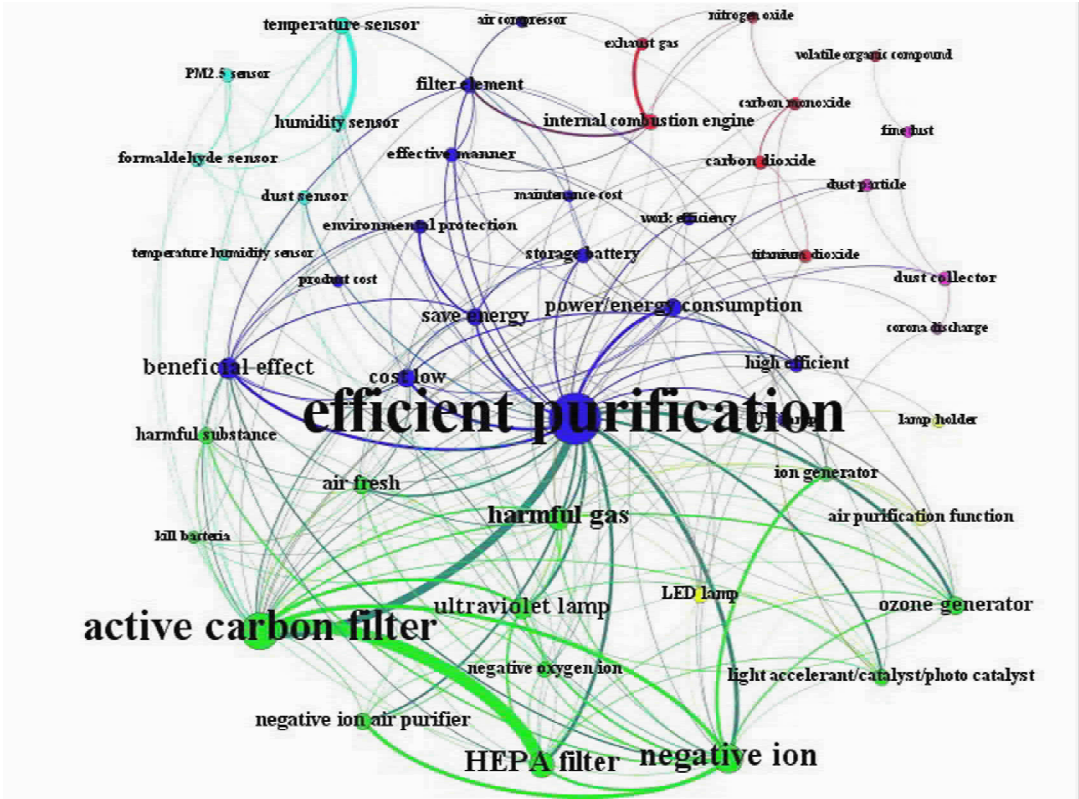 nitrogen oxide
temperature sensor
air compressor
exhaust gas
volatile organic compound
PM2.5 sensor
filter element
carbon monoxide
humidity sensor
internal combustion engine
fine dust
formaldehyde sensor
effective manner
carbon dioxide
dust particle
dust sensor
maintenance cost
work efficiency
environmental protection
temperature humidity sensor
storage battery
titanium dioxide
product cost
dust collector
save energy
power/energy consumption
corona discharge
beneficial effect
cost low
high efficient
efficient purification
lamp holder
harmful substance
air fresh
ion generator
harmful gas
air purification function
kill bacteria
LED lamp
ultraviolet lamp
ozone generator
active carbon filter
negative oxygen ion
light accelerant/catalyst/photo catalyst
negative ion air purifier
HEPA filter
negative ion